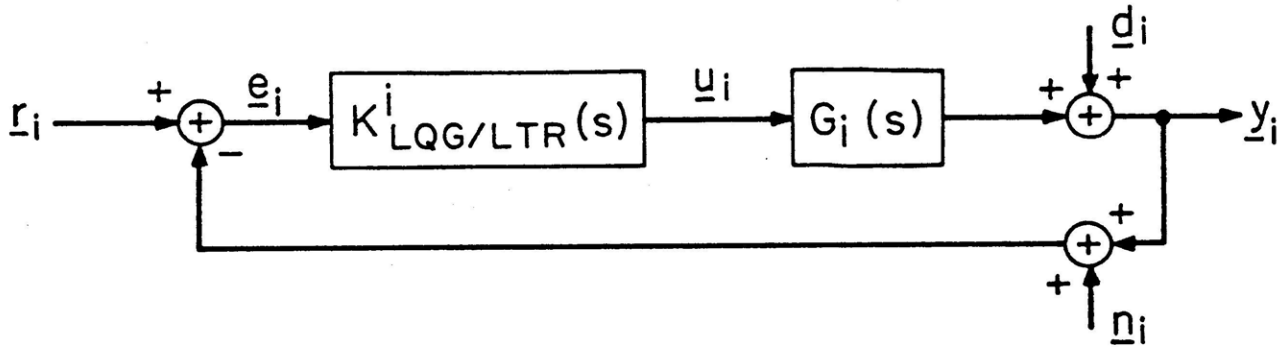 d_i
+
+
r_i
+
e_i
K^i_LQG/LTR(s)
u_i
G_i(s)
+
+
y_i
-
+
+
+
n_i